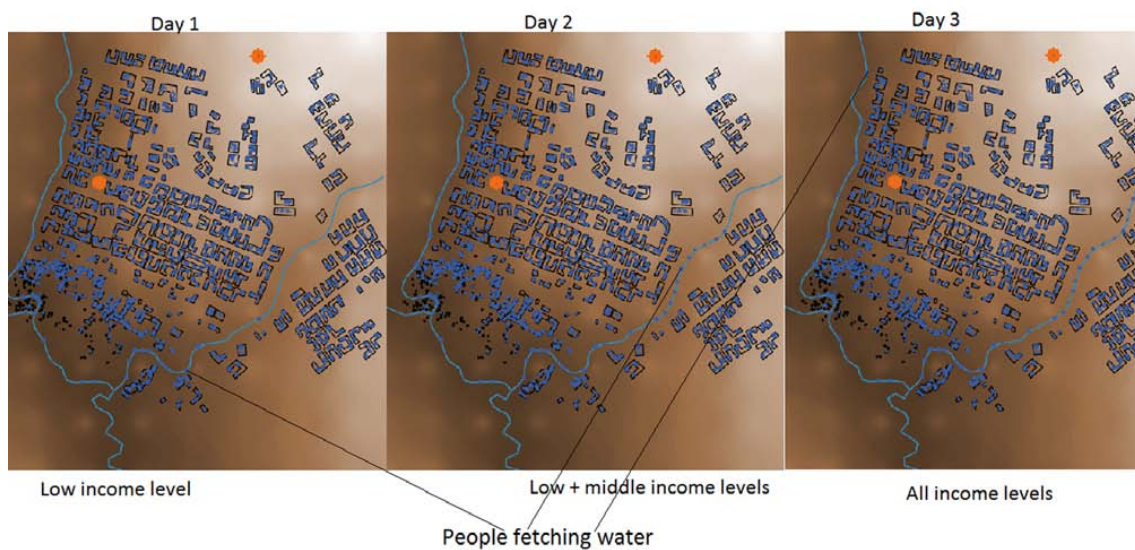 Day 1
Day 2
Day 3
Low income level
Low + middle income levels
All income levels
People fetching water